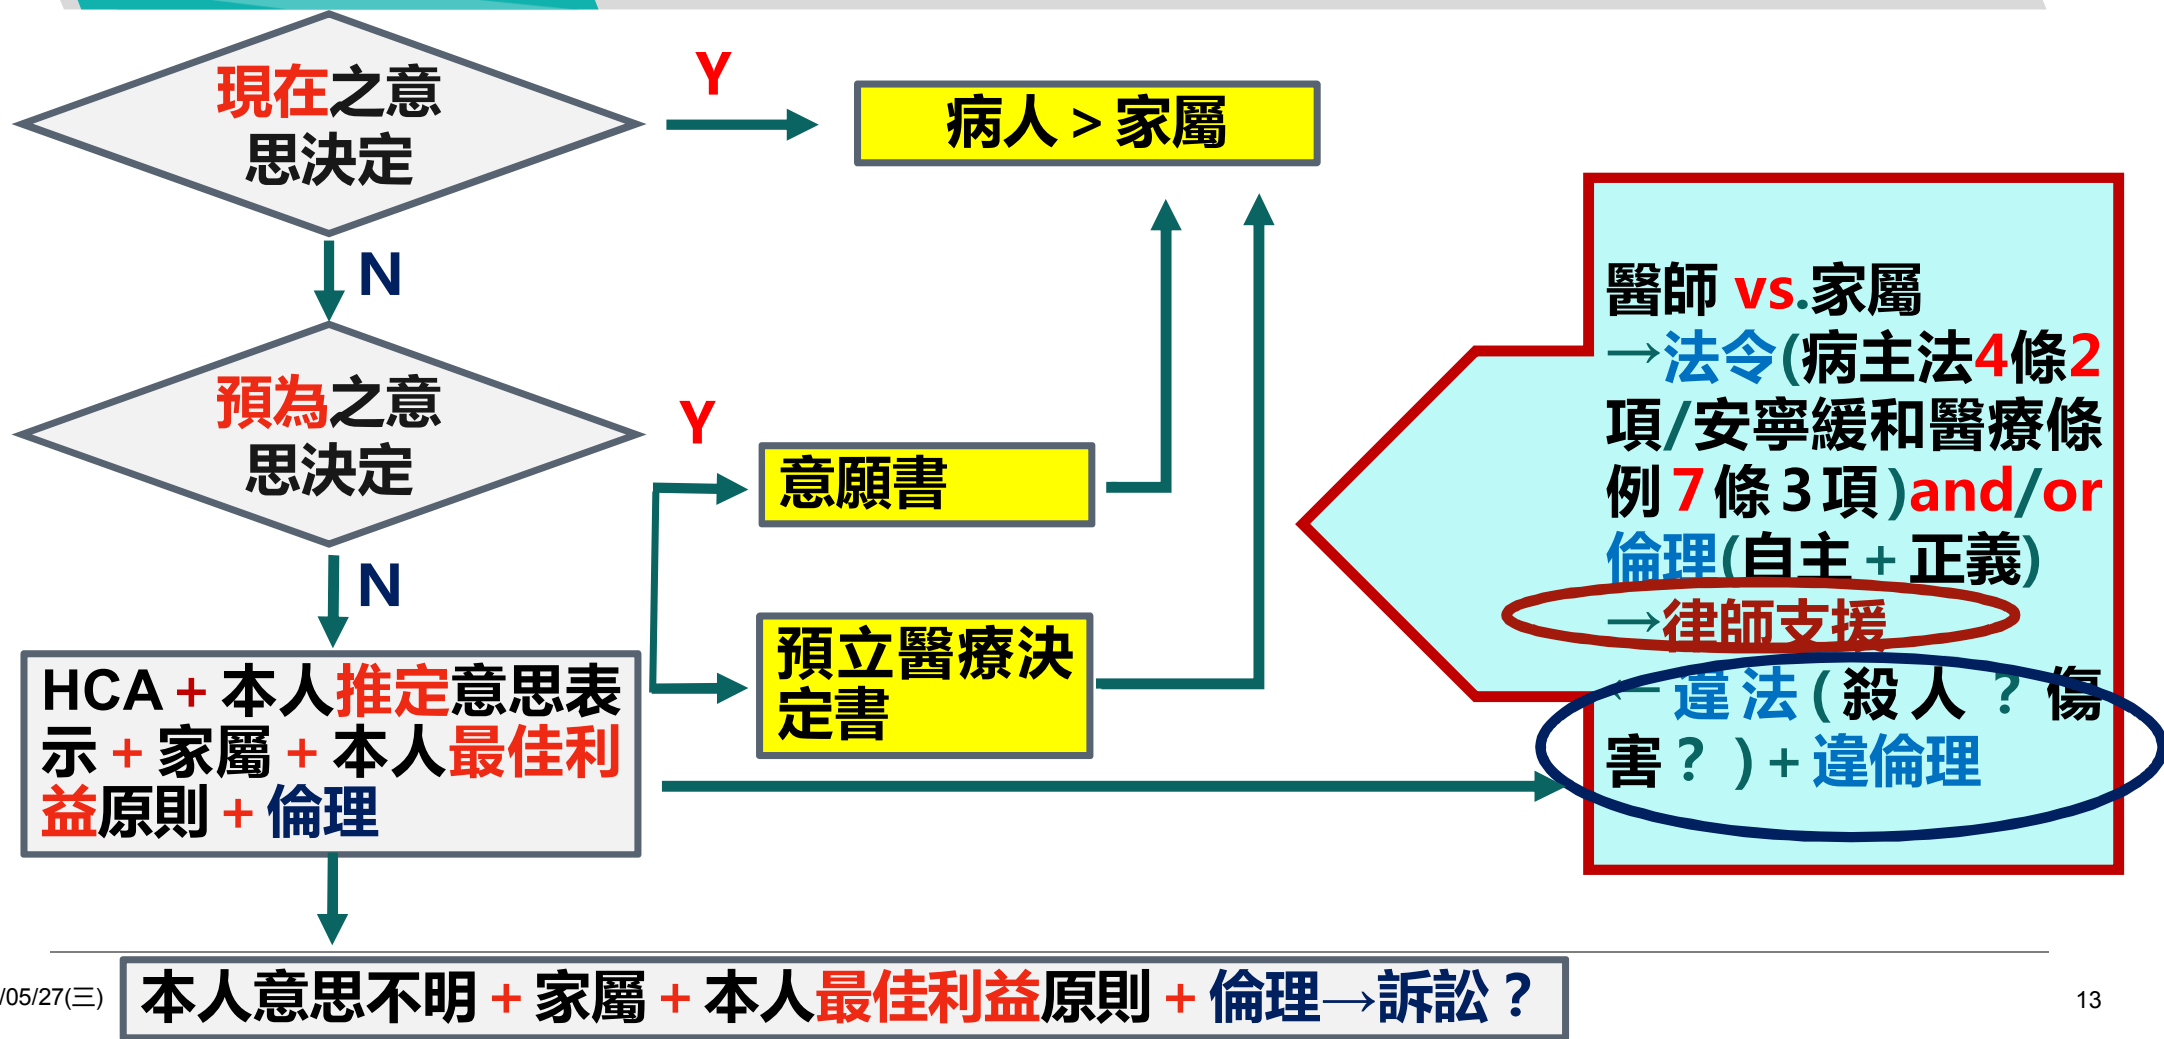 現在之意
思決定
Y
病人>家屬
N
預為之意
思決定
Y
意願書
預立醫療決
定書
N
HCA+本人推定意思表
示+家屬+本人最佳利
益原則+倫理
醫師 vs.家屬
→法令(病主法4條2
項/安寧緩和醫療條
例7條3項)and/or
倫理(自主+正義)
→律師支援
←違法(殺人？傷
害？)+違倫理
本人意思不明+家屬+本人最佳利益原則+倫理→訴訟？
/05/27(三)
13